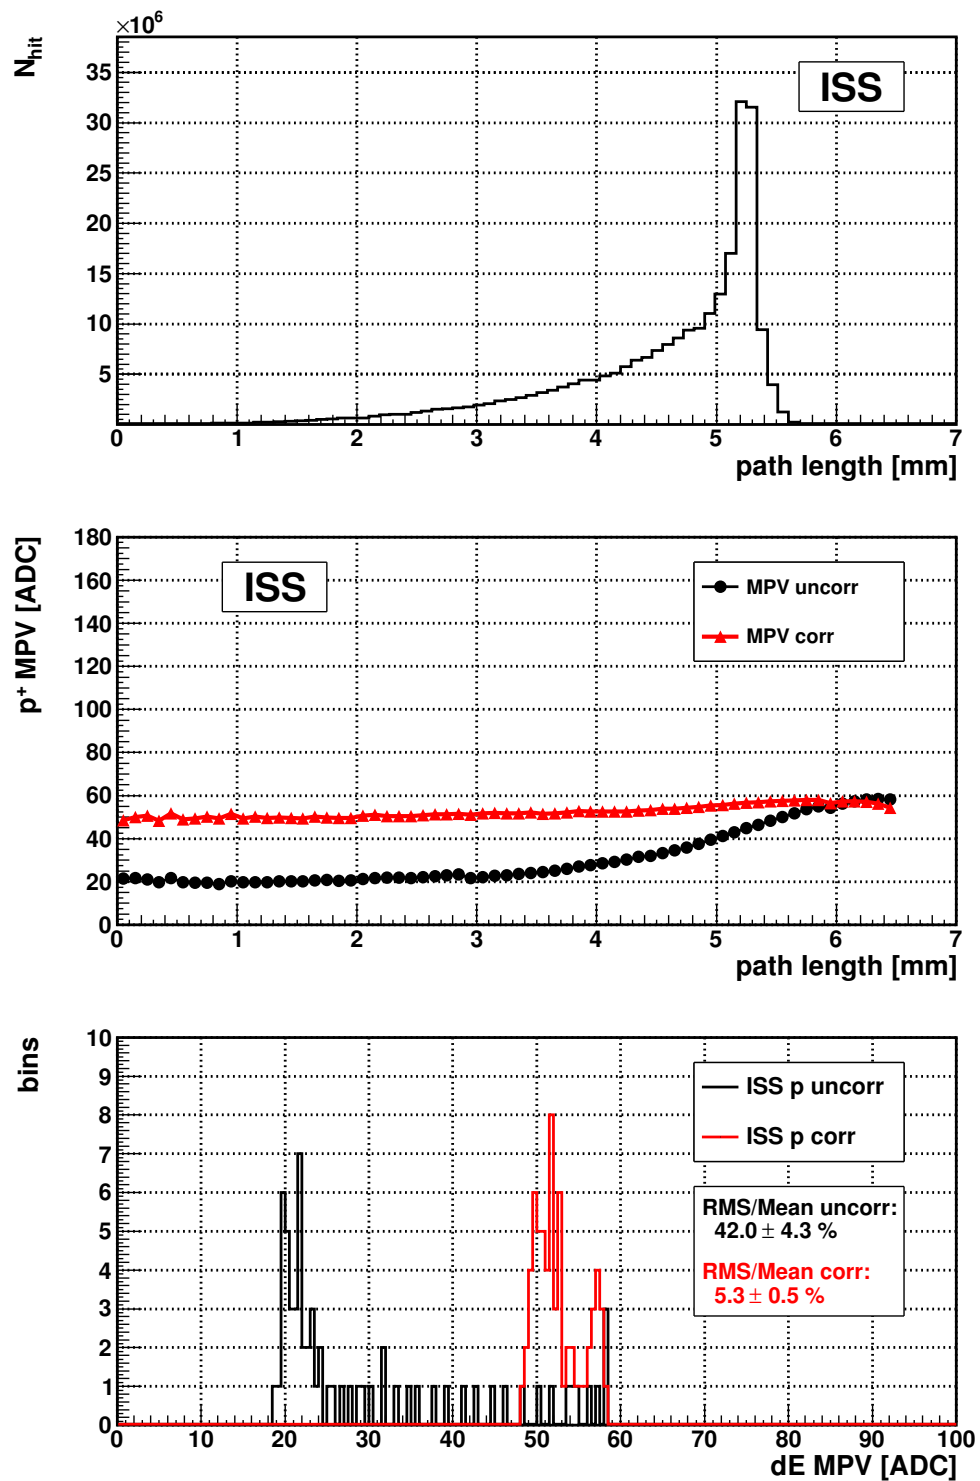 ×10⁶
N_hit
35
30
25
20
15
10
5
ISS
0 1 2 3 4 5 6 7
path length [mm]
p⁺ MPV [ADC]
180
160
140
120
100
80
60
40
20
0
ISS
MPV uncorr
MPV corr
0 1 2 3 4 5 6 7
path length [mm]
bins
10
9
8
7
6
5
4
3
2
1
0
ISS p uncorr
ISS p corr
RMS/Mean uncorr:
42.0 ± 4.3 %
RMS/Mean corr:
5.3 ± 0.5 %
0 10 20 30 40 50 60 70 80 90 100
dE MPV [ADC]